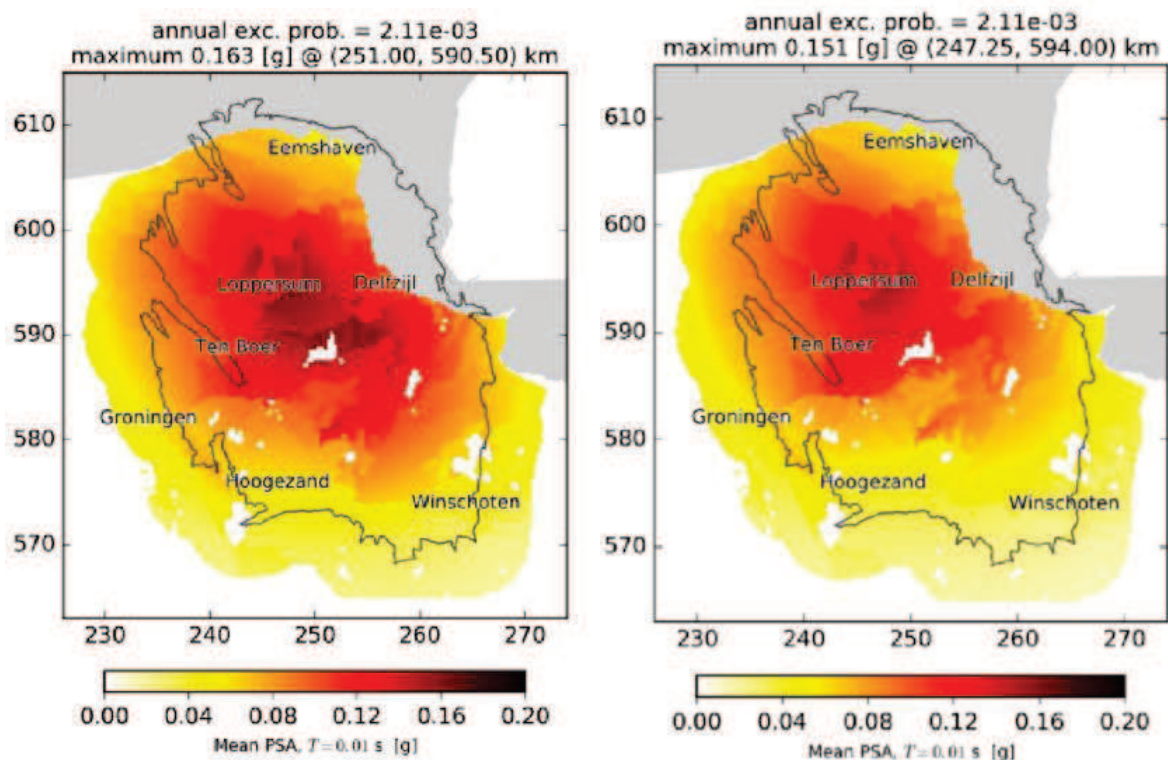 annual exc. prob. = 2.11e-03
maximum 0.163 [g] @ (251.00, 590.50) km
610
600
590
580
570
Eemshaven
Loppersum
Delfzijl
Ten Boer
Groningen
Hoogezand
Winschoten
230 240 250 260 270
0.00 0.04 0.08 0.12 0.16 0.20
Mean PSA, T=0.01 s [g]
annual exc. prob. = 2.11e-03
maximum 0.151 [g] @ (247.25, 594.00) km
610
600
590
580
570
Eemshaven
Loppersum
Delfzijl
Ten Boer
Groningen
Hoogezand
Winschoten
230 240 250 260 270
0.00 0.04 0.08 0.12 0.16 0.20
Mean PSA, T=0.01 s [g]